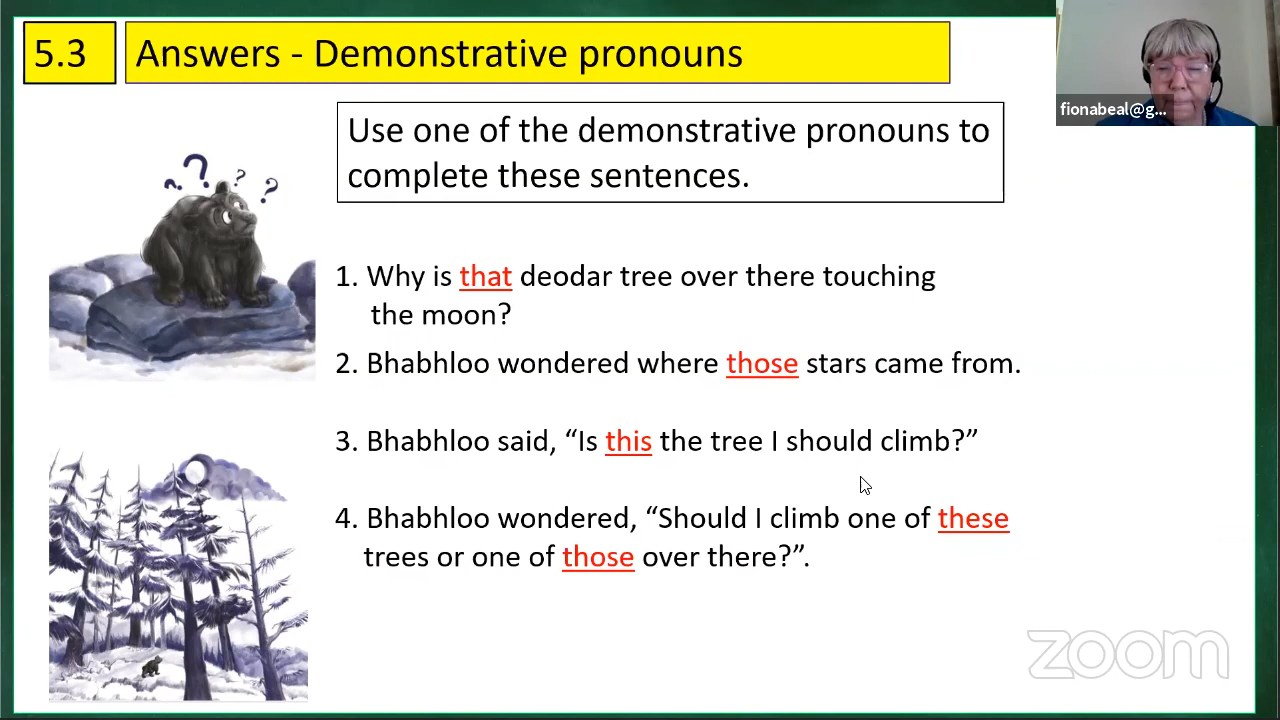 5.3
Answers - Demonstrative pronouns
fionabeal@g...
Use one of the demonstrative pronouns to
complete these sentences.
? ? ? ?
1. Why is that deodar tree over there touching
the moon?
2. Bhabhloo wondered where those stars came from.
3. Bhabhloo said, “Is this the tree I should climb?”
4. Bhabhloo wondered, “Should I climb one of these
trees or one of those over there?”.
zoom